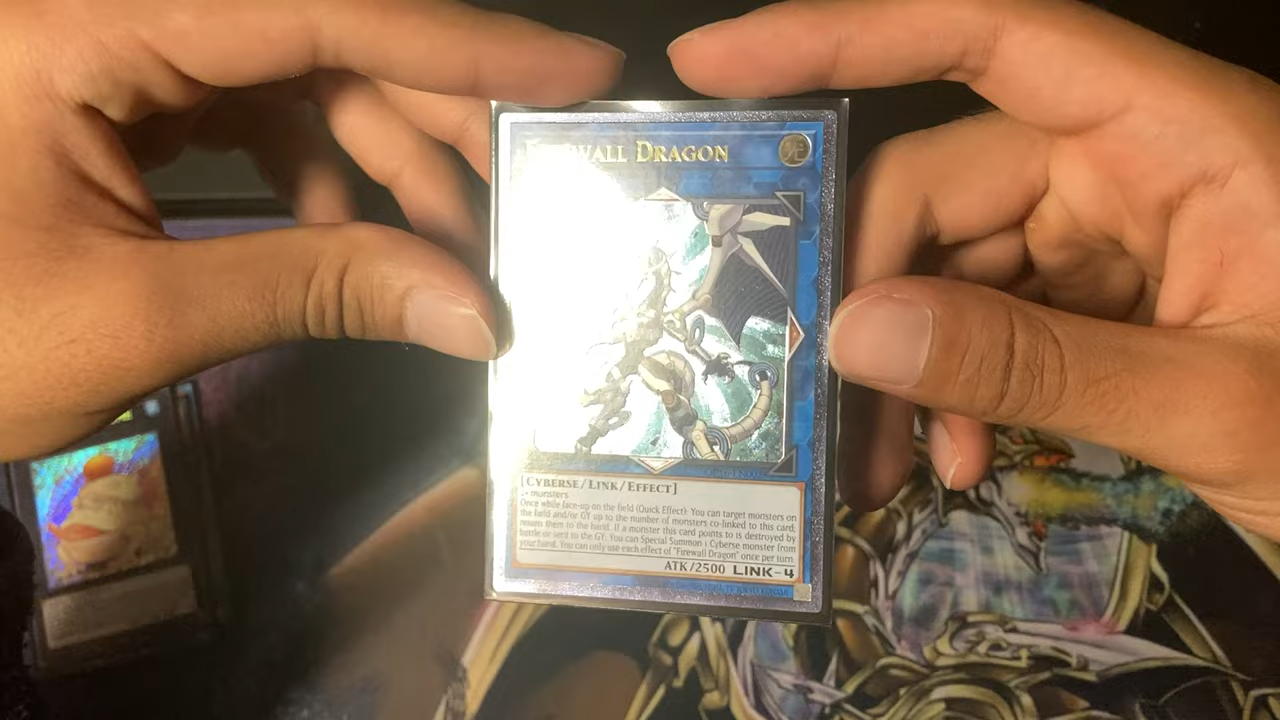 FIREWALL DRAGON
[CYBERSE/LINK/EFFECT]
2+ monsters
Once while face-up on the field (Quick Effect): You can target monsters on
the field and/or GY up to the number of monsters co-linked to this card;
return them to the hand. If a monster this card points to is destroyed by
battle or sent to the GY: You can Special Summon 1 Cyberse monster from
your hand. You can only use each effect of "Firewall Dragon" once per turn.
ATK/2500 LINK-4